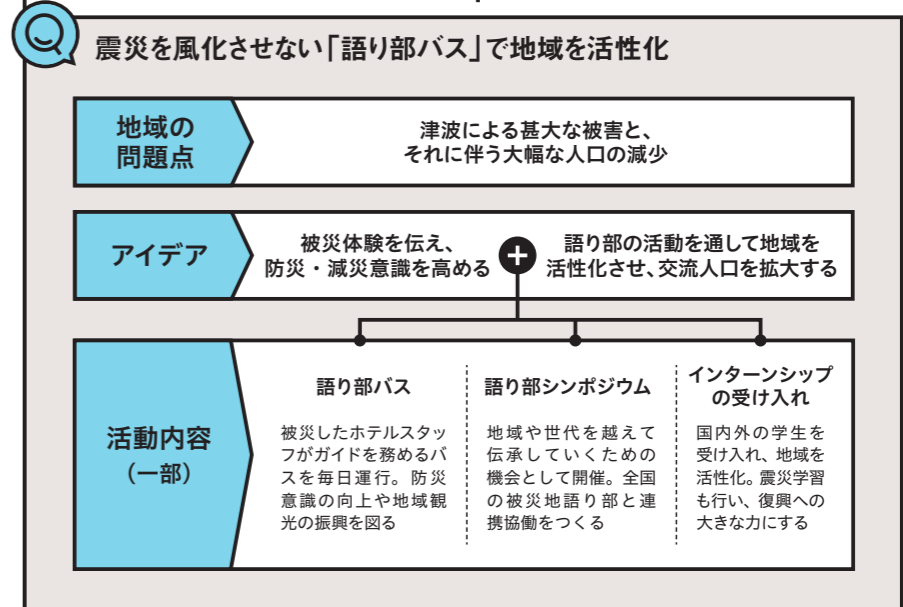 震災を風化させない「語り部バス」で地域を活性化
地域の
問題点
津波による甚大な被害と、
それに伴う大幅な人口の減少
アイデア
被災体験を伝え、
防災・減災意識を高める
+
語り部の活動を通して地域を
活性化させ、交流人口を拡大する
活動内容
（一部）
語り部バス
被災したホテルスタッ
フがガイドを務めるバ
スを毎日運行。防災
意識の向上や地域観
光の振興を図る
語り部シンポジウム
地域や世代を越えて
伝承していくための
機会として開催。全国
の被災地語り部と連
携協働をつくる
インターンシップ
の受け入れ
国内外の学生を
受け入れ、地域を
活性化。震災学習
も行い、復興への
大きな力にする